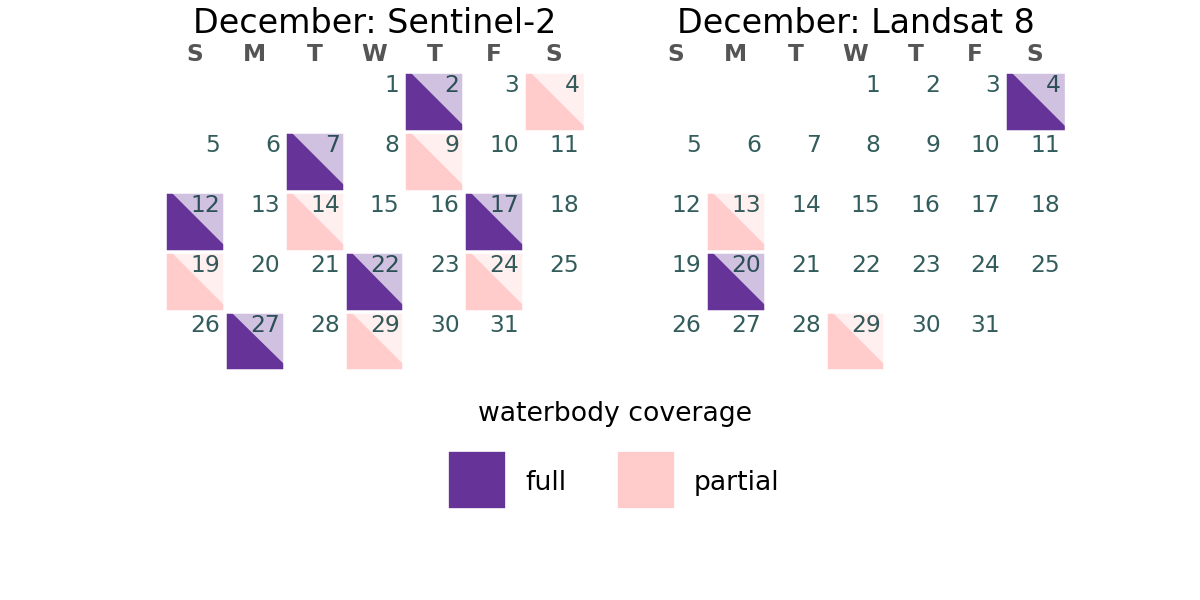 December: Sentinel-2
S M T W T F S
1 2 3 4
5 6 7 8 9 10 11
12 13 14 15 16 17 18
19 20 21 22 23 24 25
26 27 28 29 30 31
December: Landsat 8
S M T W T F S
1 2 3 4
5 6 7 8 9 10 11
12 13 14 15 16 17 18
19 20 21 22 23 24 25
26 27 28 29 30 31
waterbody coverage
full
partial